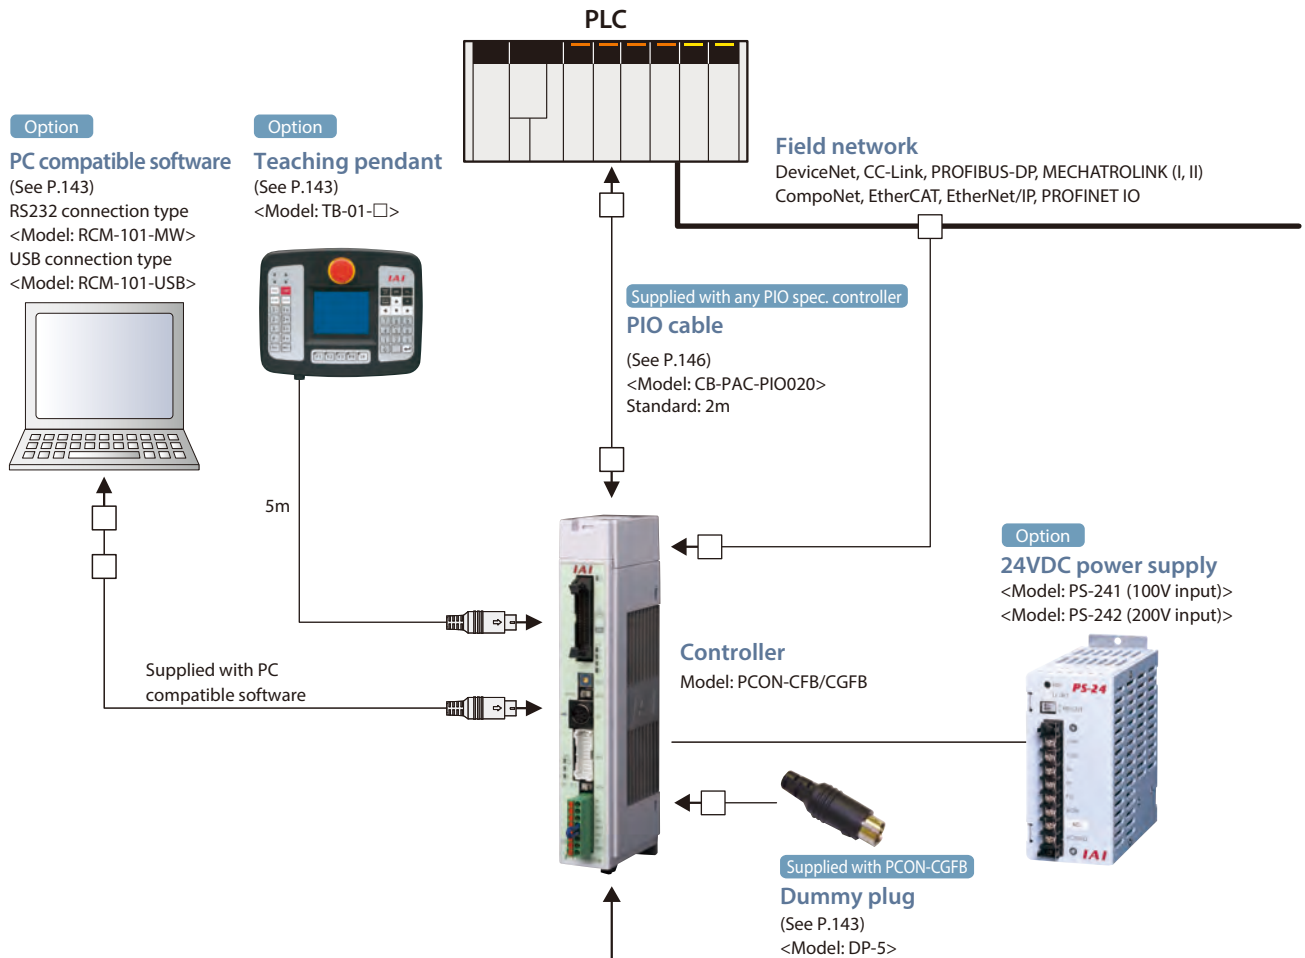 PLC
Option
PC compatible software
(See P.143)
RS232 connection type
<Model: RCM-101-MW>
USB connection type
<Model: RCM-101-USB>
Option
Teaching pendant
(See P.143)
<Model: TB-01-□>
IAI
Field network
DeviceNet, CC-Link, PROFIBUS-DP, MECHATROLINK (I, II)
CompoNet, EtherCAT, EtherNet/IP, PROFINET IO
Supplied with any PIO spec. controller
PIO cable
(See P.146)
<Model: CB-PAC-PIO020>
Standard: 2m
5m
Supplied with PC
compatible software
IAI
Controller
Model: PCON-CFB/CGFB
Option
24VDC power supply
<Model: PS-241 (100V input)>
<Model: PS-242 (200V input)>
PS-24
IAI
Supplied with PCON-CGFB
Dummy plug
(See P.143)
<Model: DP-5>